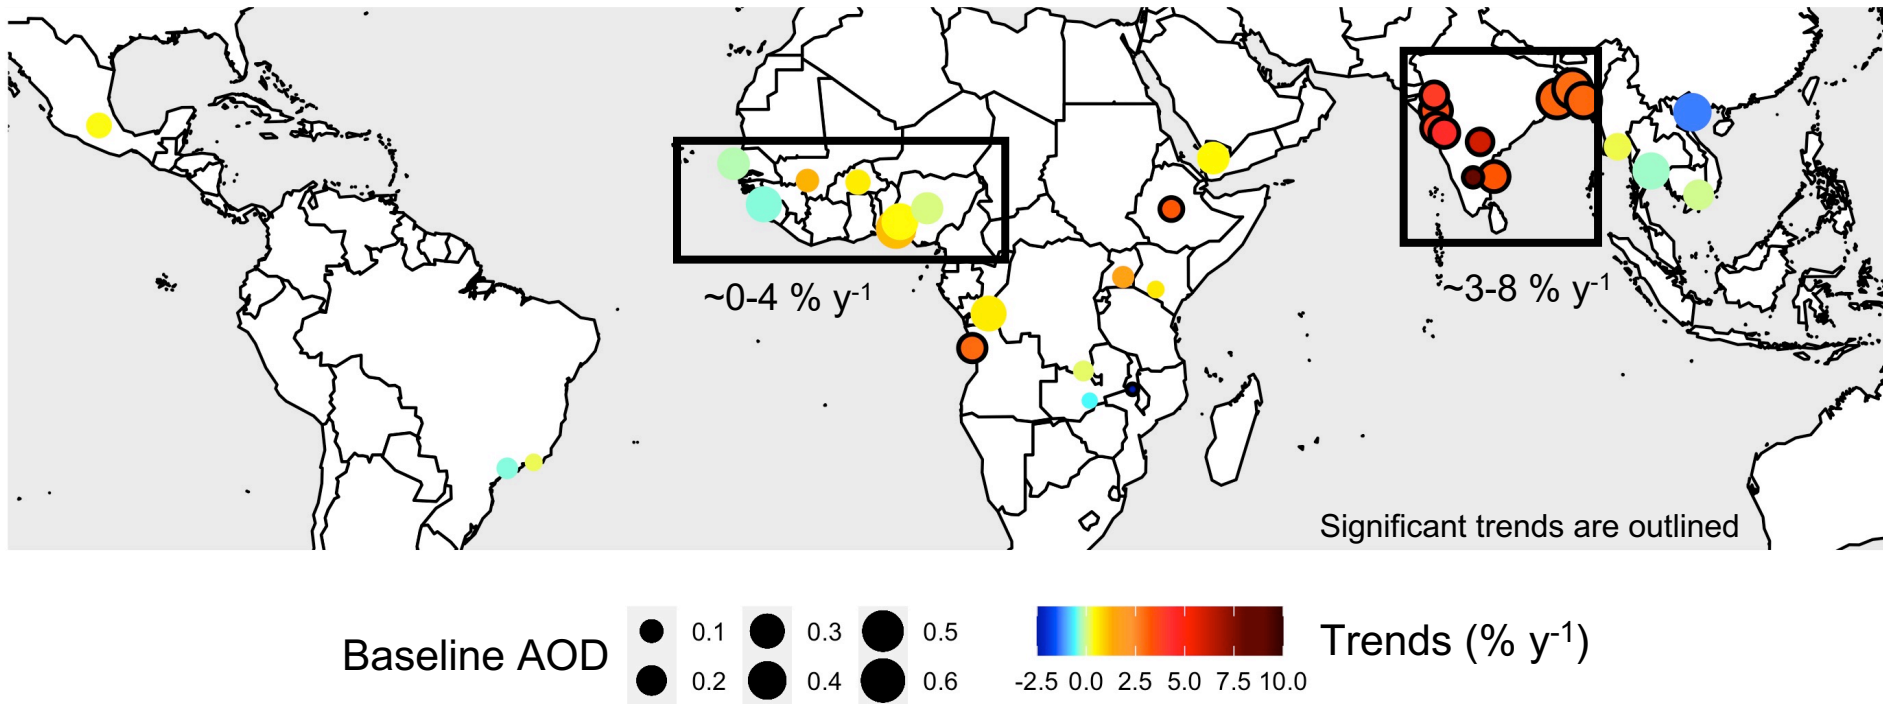 ~0-4 % y-1
~3-8 % y-1
Significant trends are outlined
Baseline AOD
0.1 0.3 0.5
0.2 0.4 0.6
-2.5 0.0 2.5 5.0 7.5 10.0
Trends (% y-1)